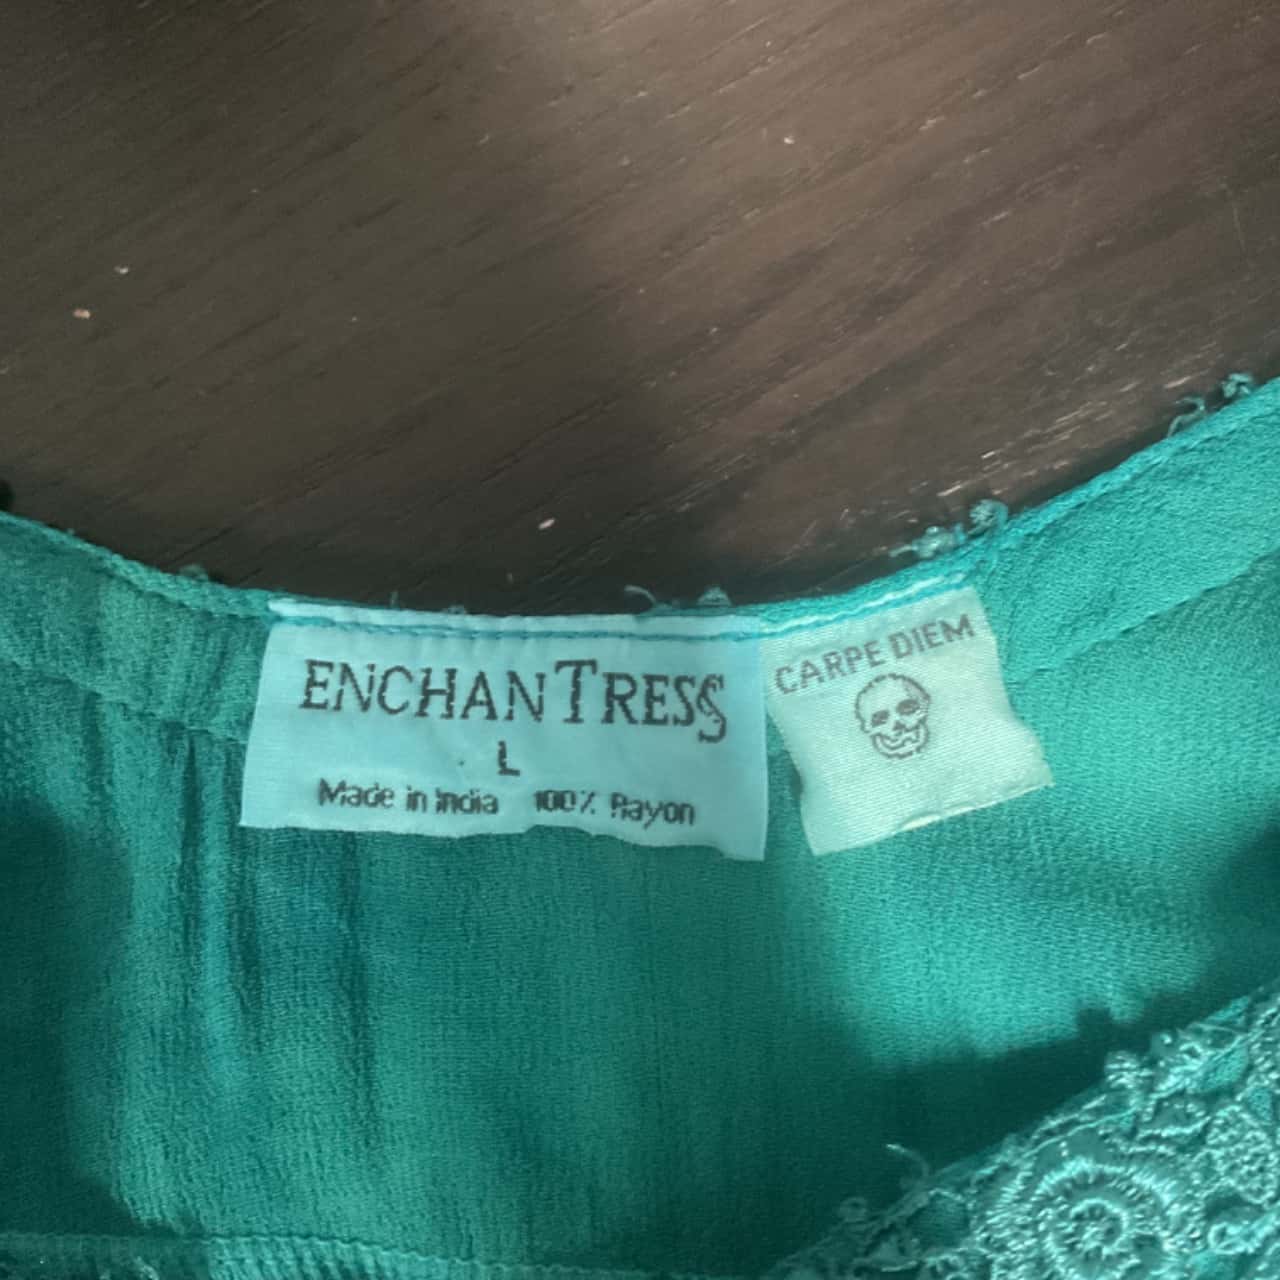 ENCHANTRESS
L
Made in India 100% Rayon
CARPE DIEM